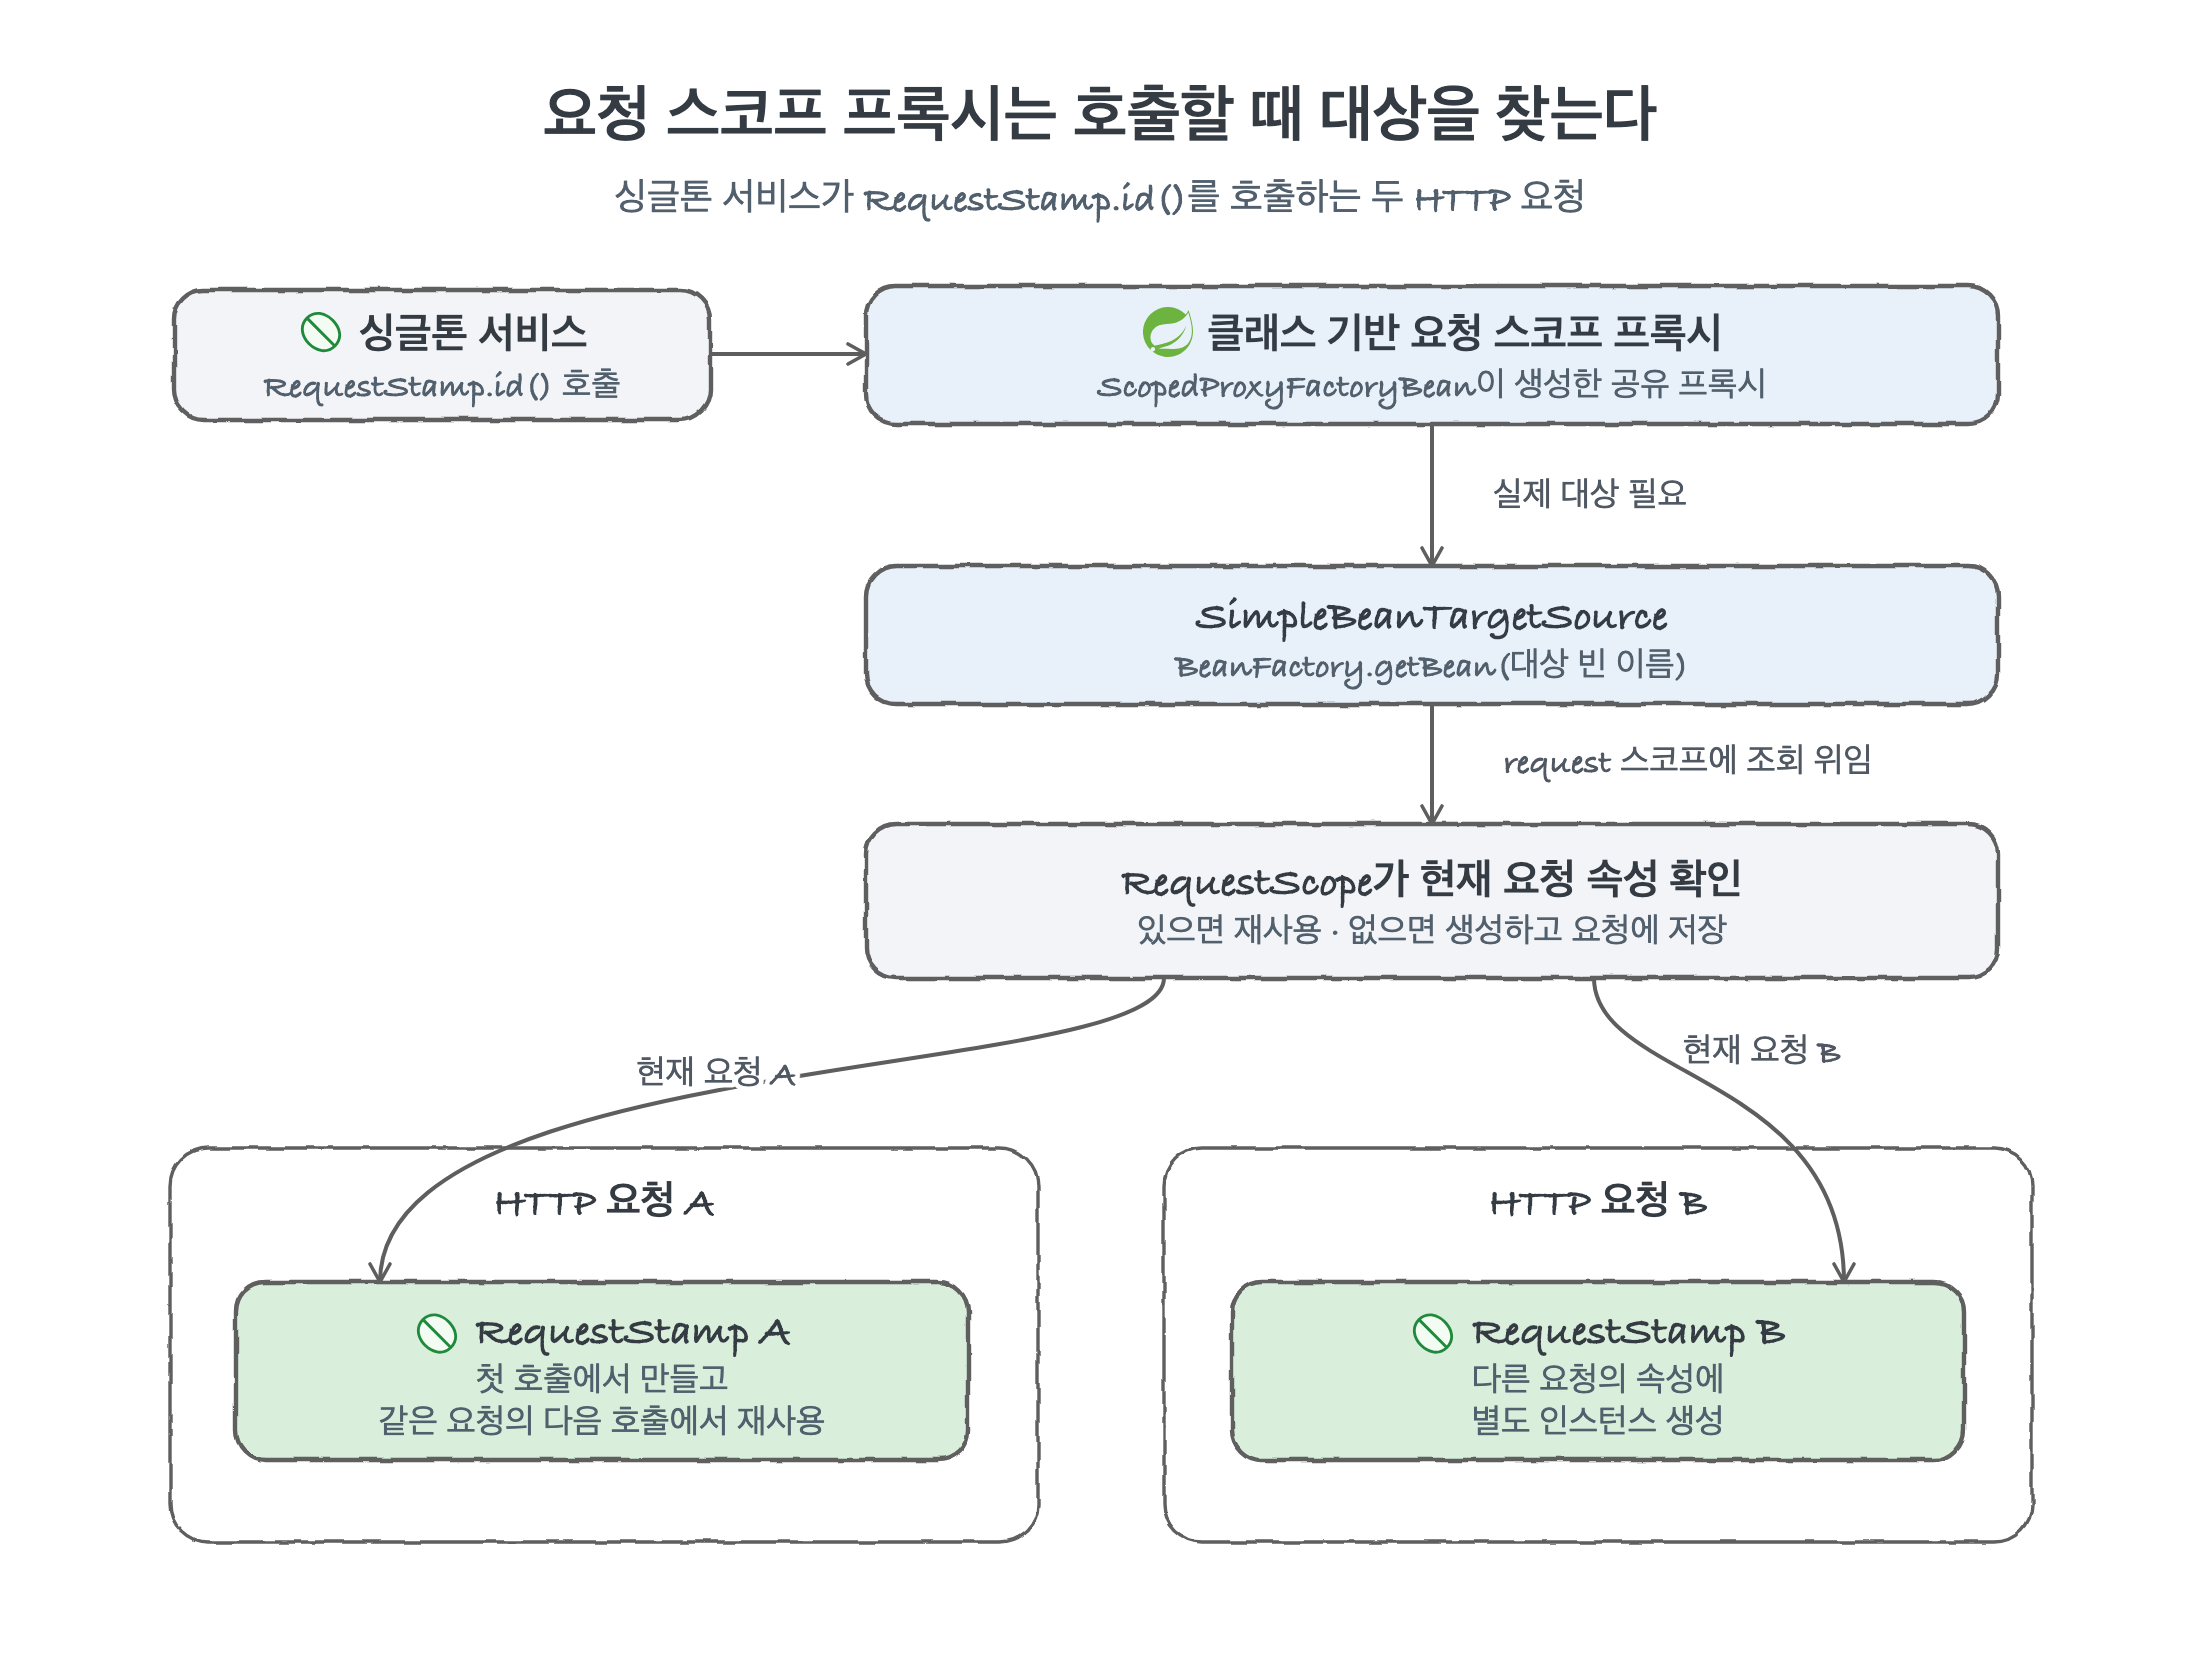 요청 스코프 프록시는 호출할 때 대상을 찾는다
싱글톤 서비스가 RequestStamp.id()를 호출하는 두 HTTP 요청
싱글톤 서비스
RequestStamp.id() 호출
클래스 기반 요청 스코프 프록시
ScopedProxyFactoryBean이 생성한 공유 프록시
실제 대상 필요
SimpleBeanTargetSource
BeanFactory.getBean(대상 빈 이름)
request 스코프에 조회 위임
RequestScope가 현재 요청 속성 확인
있으면 재사용 · 없으면 생성하고 요청에 저장
현재 요청 A
현재 요청 B
HTTP 요청 A
RequestStamp A
첫 호출에서 만들고
같은 요청의 다음 호출에서 재사용
HTTP 요청 B
RequestStamp B
다른 요청의 속성에
별도 인스턴스 생성